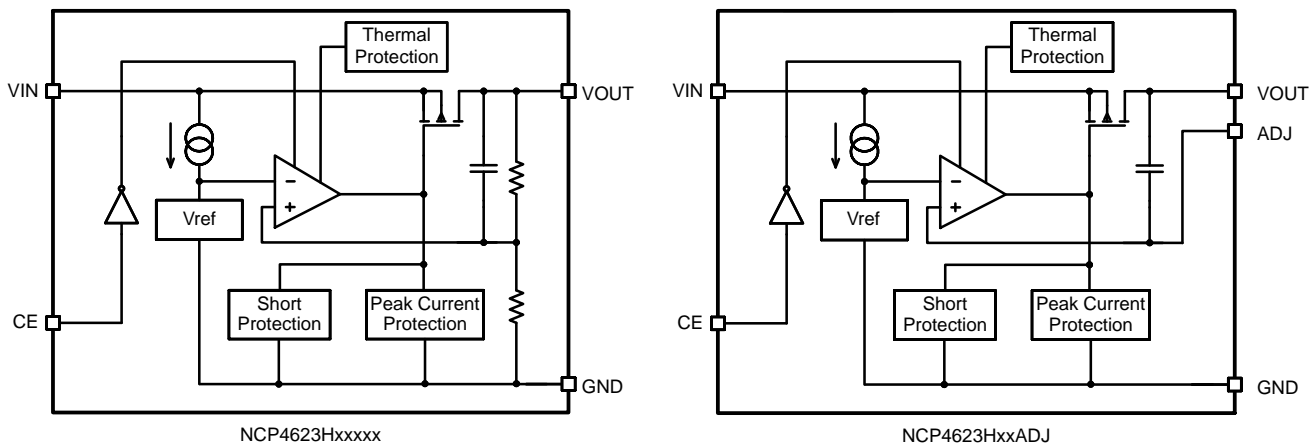 Thermal
Protection
VIN
VOUT
−
+
Vref
Short
Protection
Peak Current
Protection
CE
GND
NCP4623Hxxxxx
Thermal
Protection
VIN
VOUT
ADJ
−
+
Vref
Short
Protection
Peak Current
Protection
CE
GND
NCP4623HxxADJ